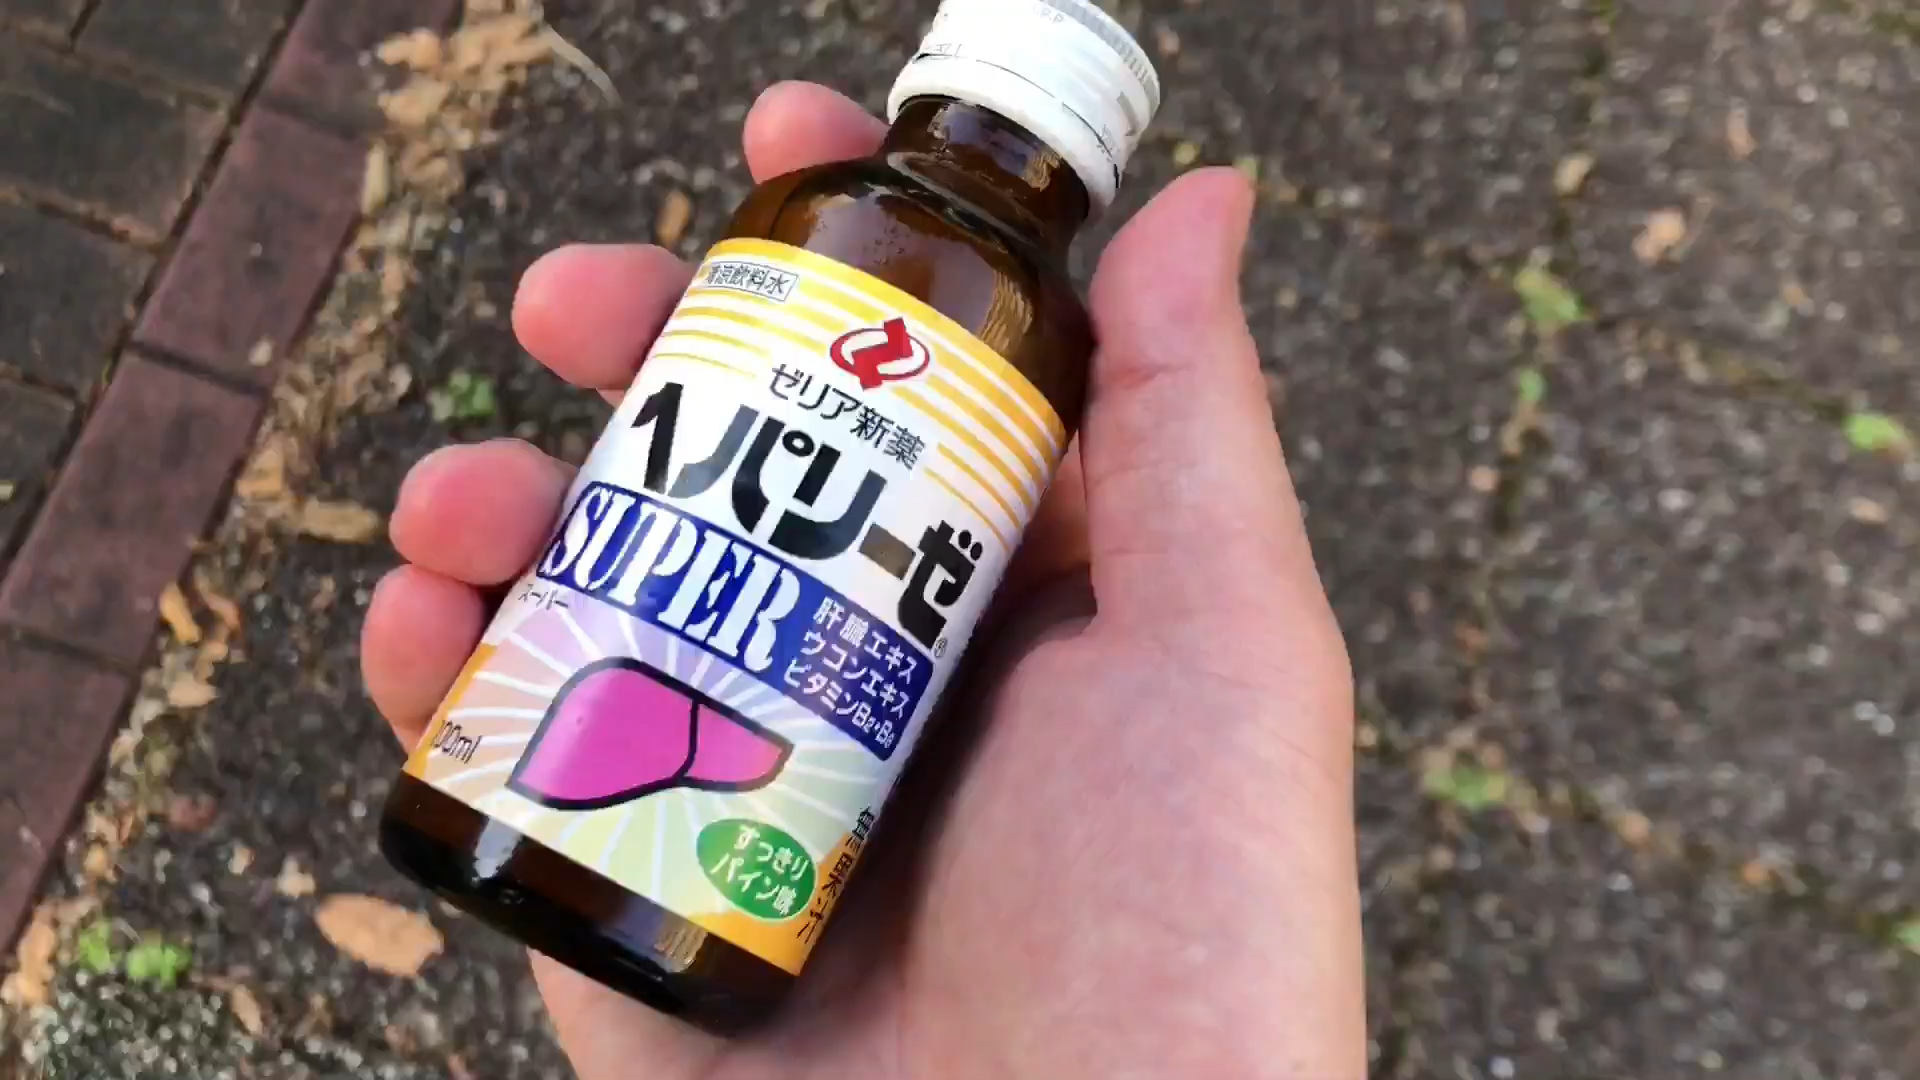 清涼飲料水
ゼリア新薬
ヘパリーゼ®
SUPER
スーパー
肝臓エキス
ウコンエキス
ビタミンB2・B6
100ml
すっきり
パイン味